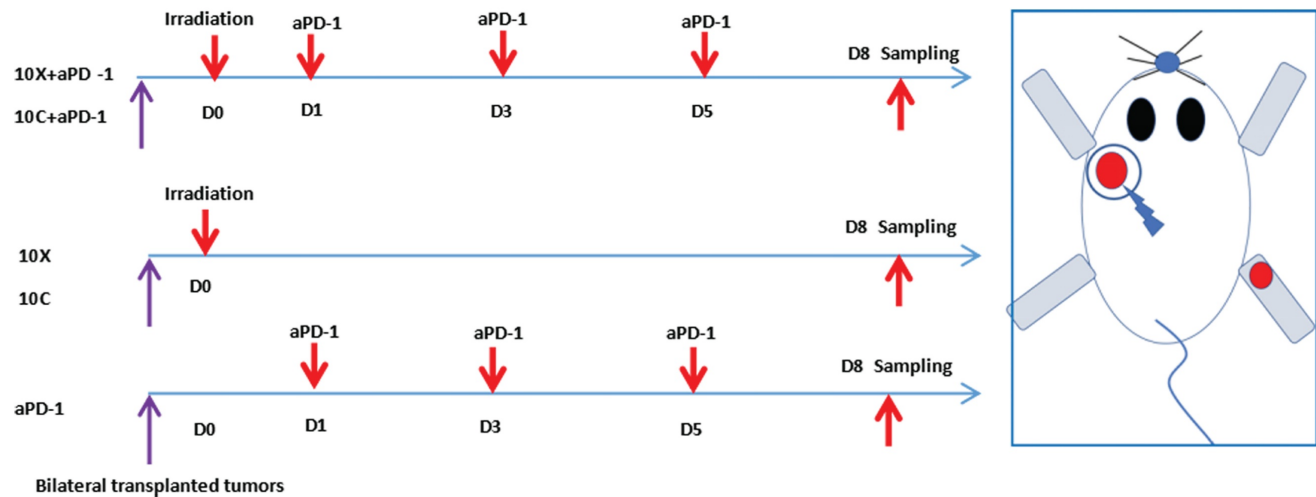 Irradiation aPD-1 aPD-1 aPD-1
D8 Sampling
10X+aPD -1
10C+aPD-1
D0 D1 D3 D5
Irradiation
D8 Sampling
10X
D0
10C
aPD-1 aPD-1 aPD-1
D8 Sampling
aPD-1
D0 D1 D3 D5
Bilateral transplanted tumors